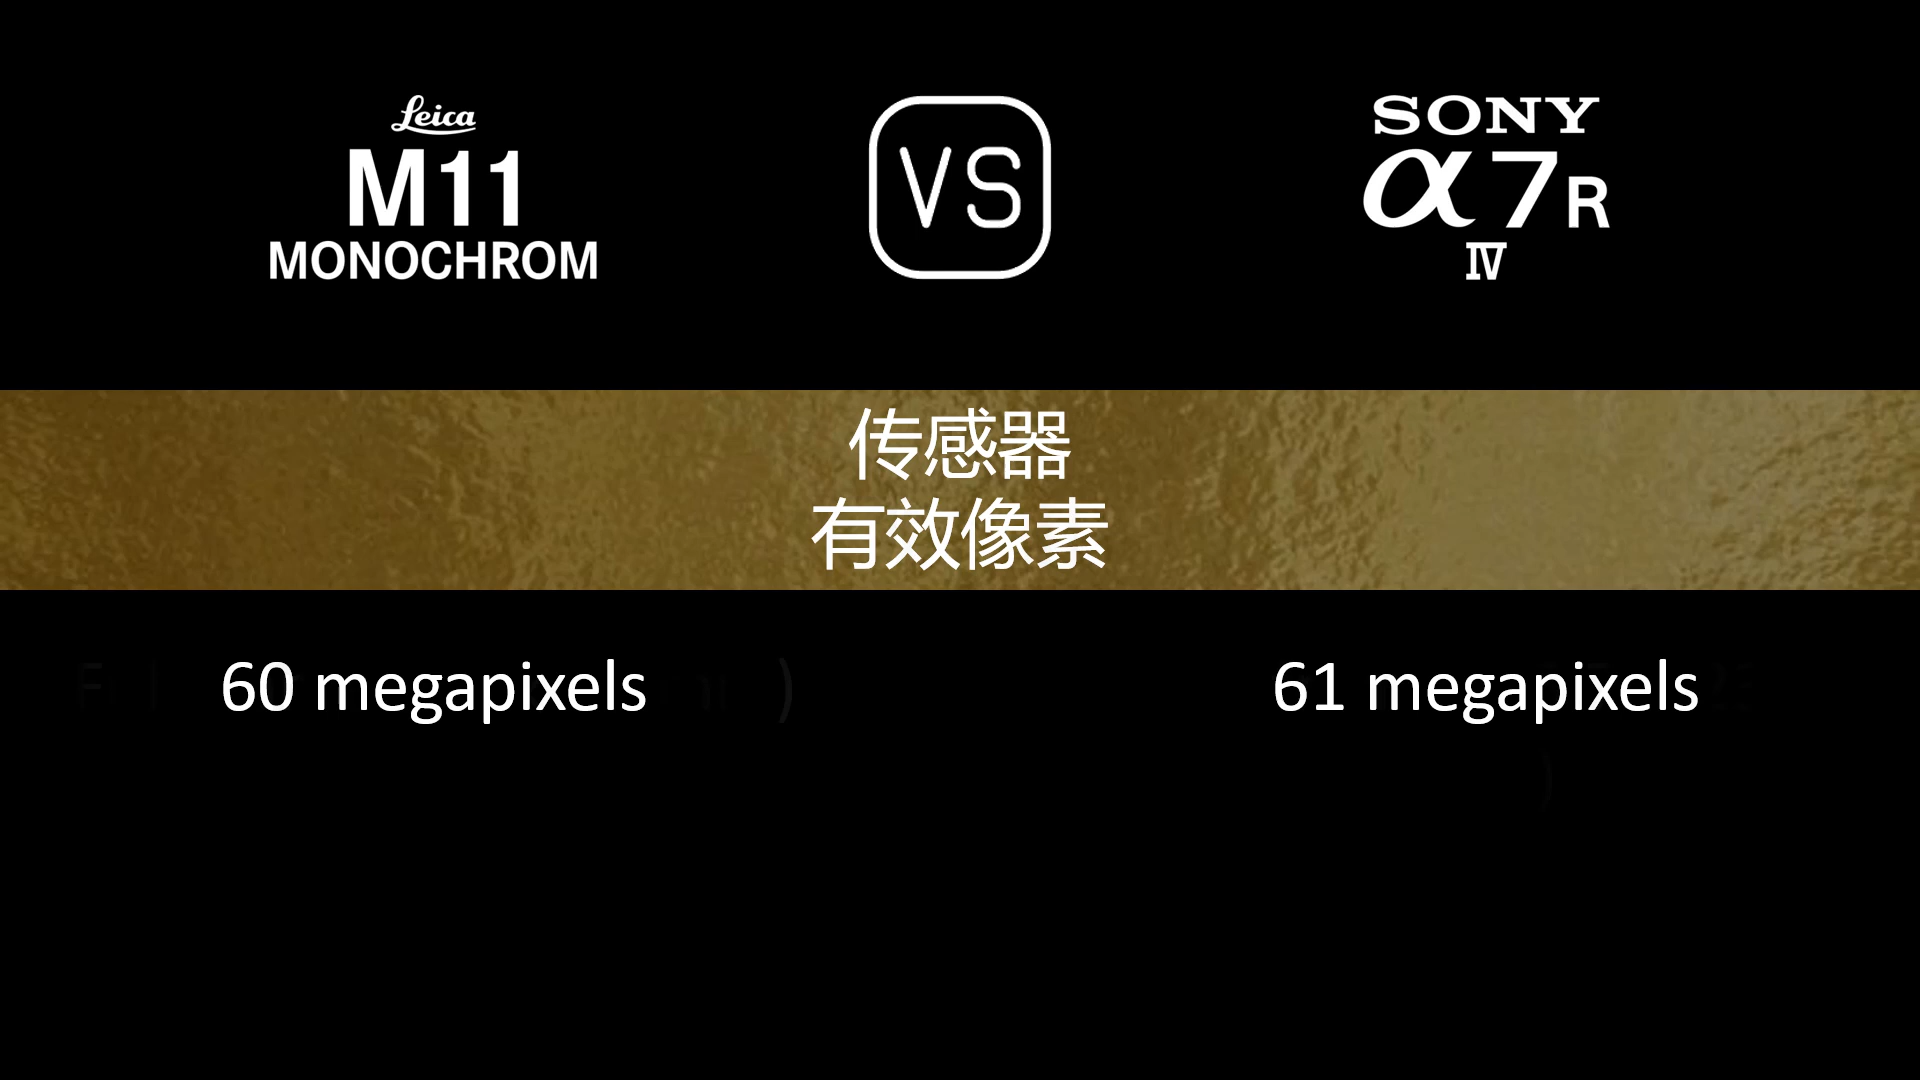 Leica
M11
MONOCHROM
VS
SONY
α7R
IV
传感器
有效像素
60 megapixels
)
61 megapixels